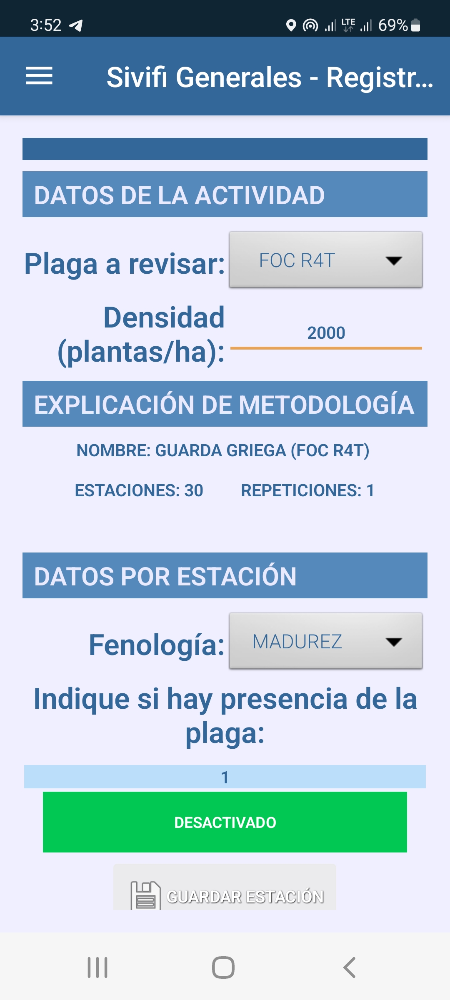 3:52 LTE 69%
Sivifi Generales - Registr...
DATOS DE LA ACTIVIDAD
Plaga a revisar: FOC R4T
Densidad
(plantas/ha): 2000
EXPLICACIÓN DE METODOLOGÍA
NOMBRE: GUARDA GRIEGA (FOC R4T)
ESTACIONES: 30 REPETICIONES: 1
DATOS POR ESTACIÓN
Fenología: MADUREZ
Indique si hay presencia de la
plaga:
1
DESACTIVADO
GUARDAR ESTACIÓN